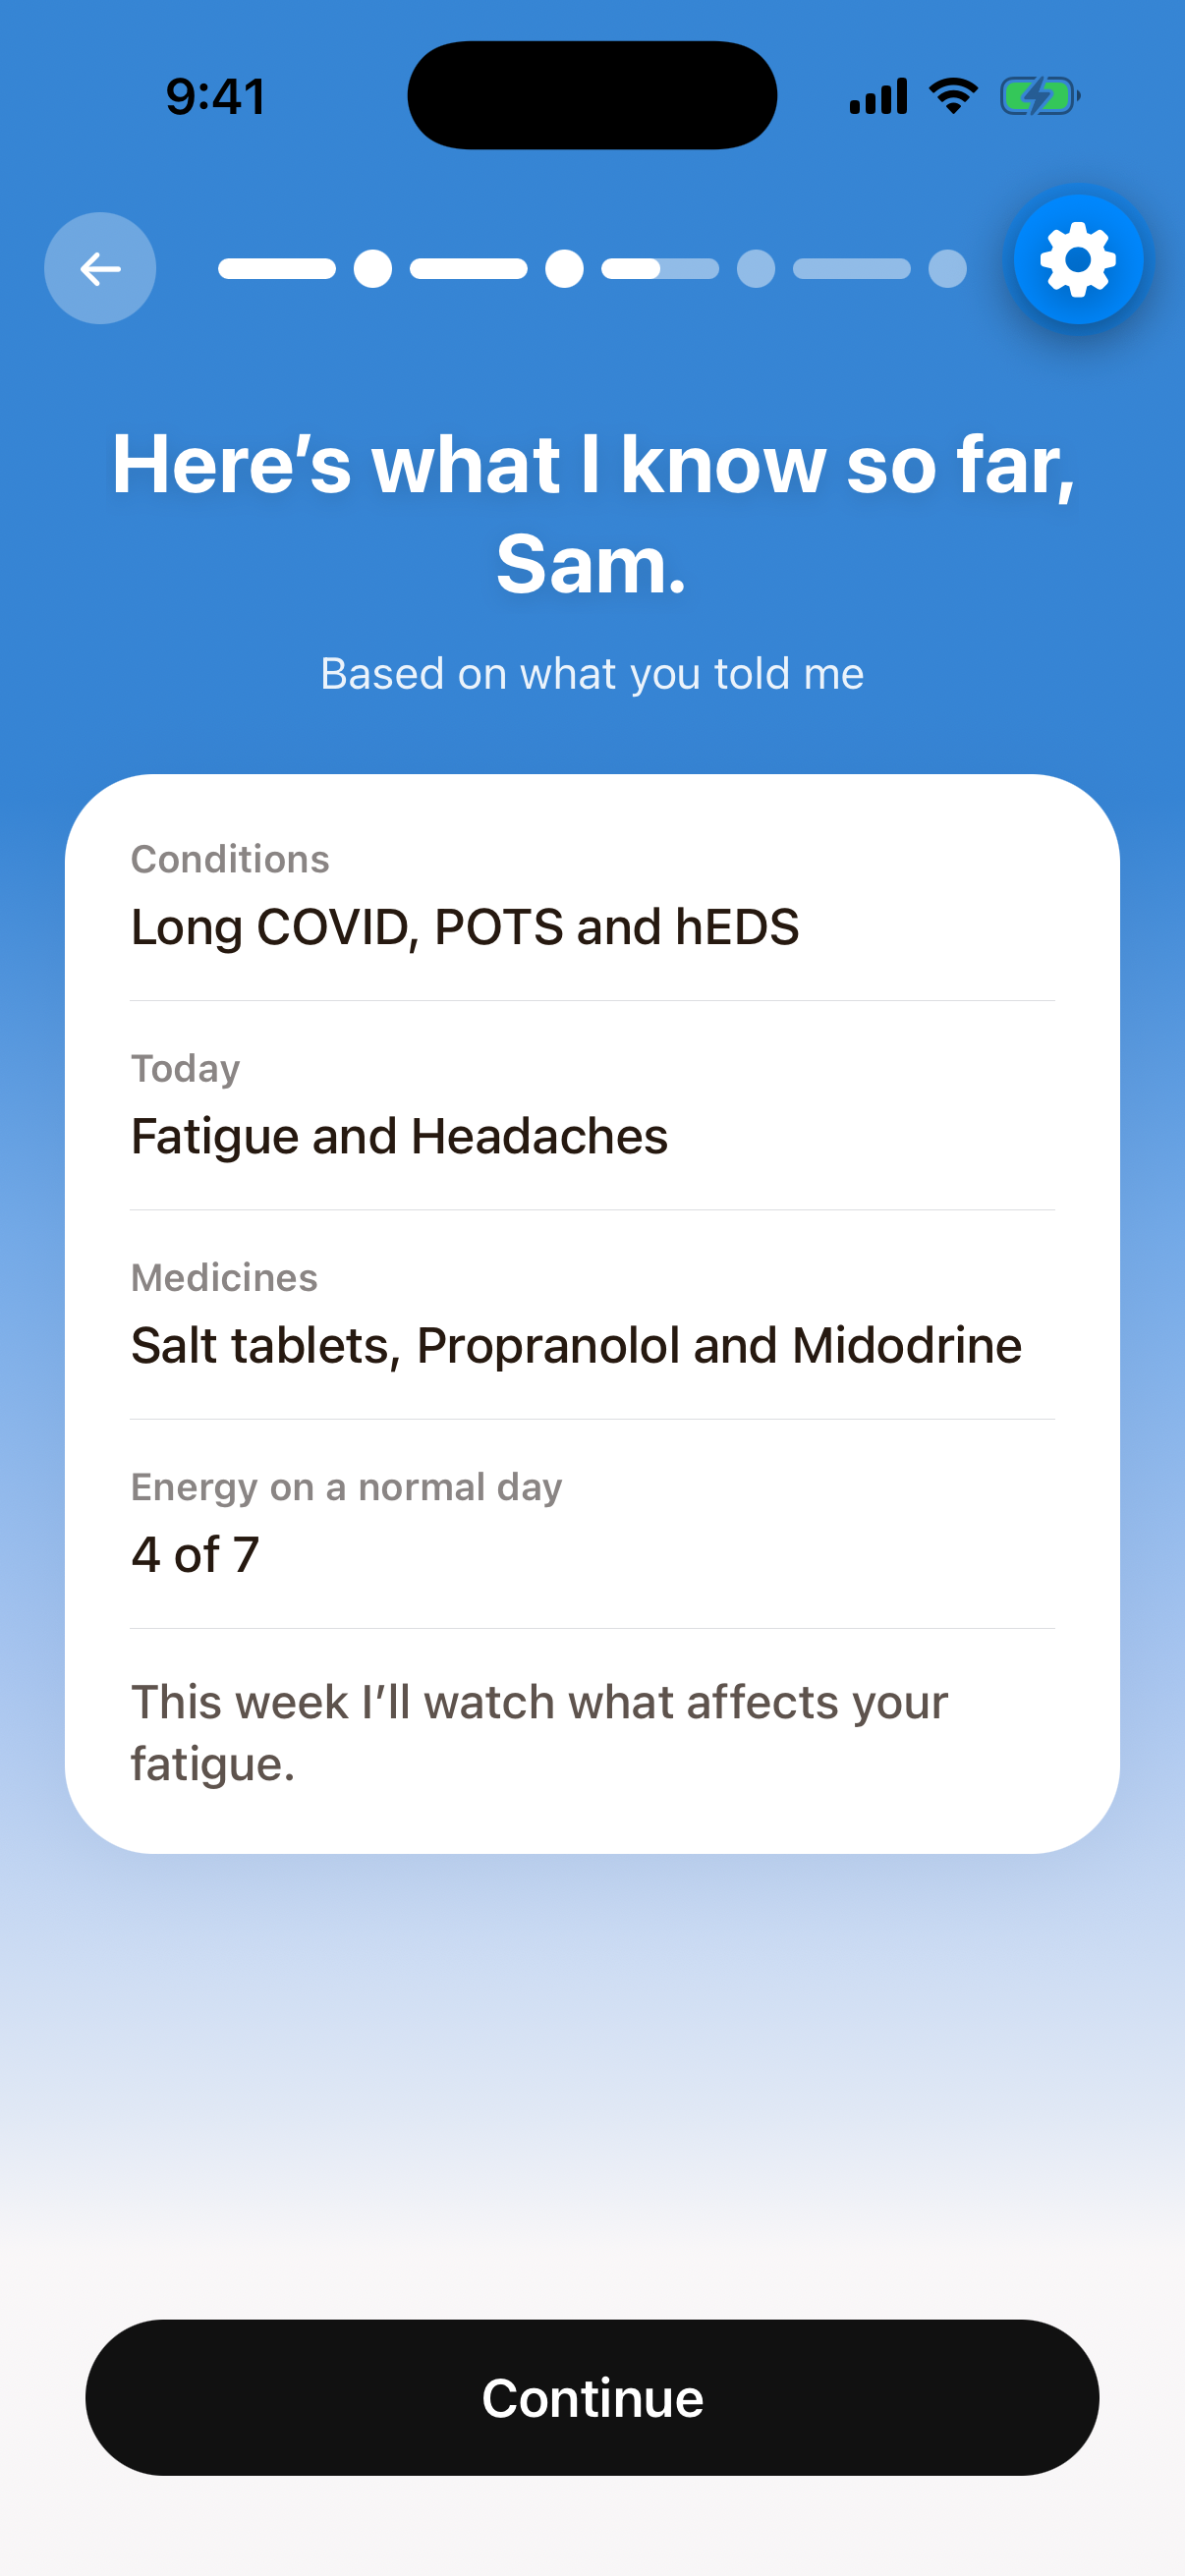 9:41
Here’s what I know so far,
Sam.
Based on what you told me
Conditions
Long COVID, POTS and hEDS
Today
Fatigue and Headaches
Medicines
Salt tablets, Propranolol and Midodrine
Energy on a normal day
4 of 7
This week I’ll watch what affects your
fatigue.
Continue